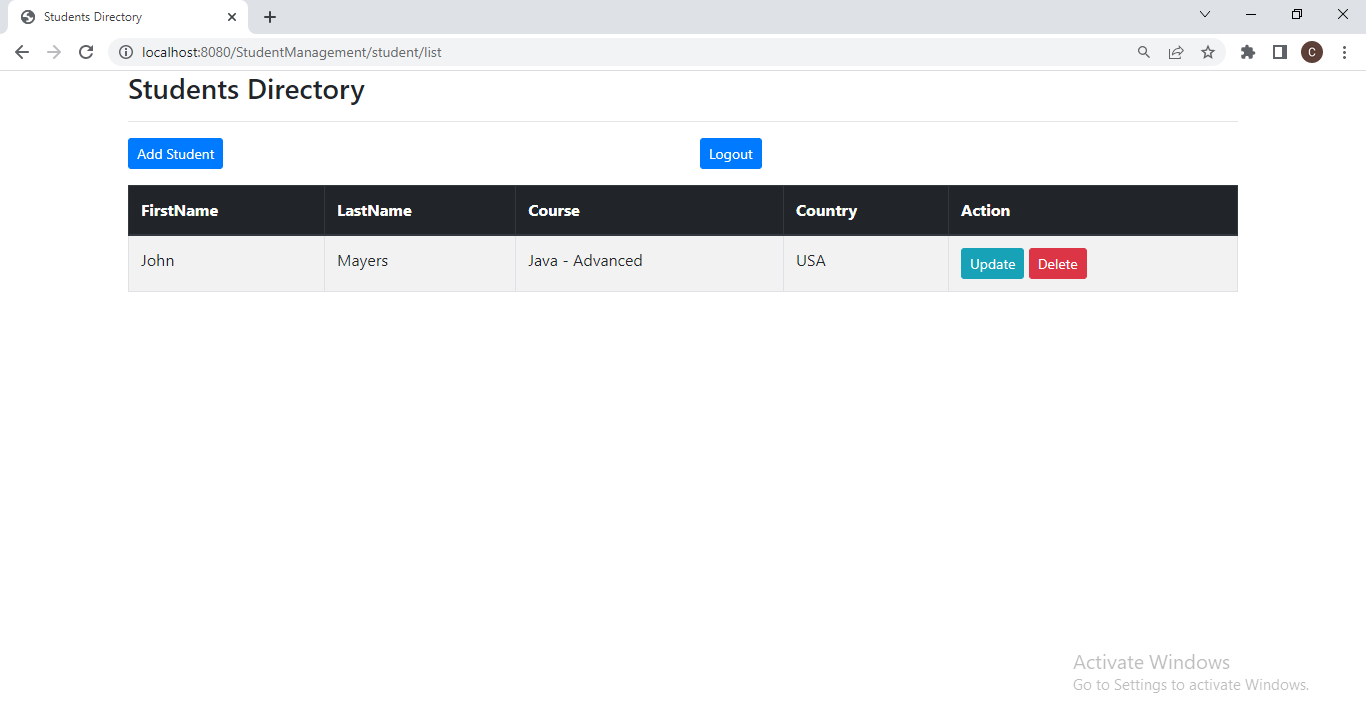 Students Directory
localhost:8080/StudentManagement/student/list
C
Students Directory
Add Student Logout
FirstName LastName Course Country Action
John Mayers Java - Advanced USA Update Delete
Activate Windows
Go to Settings to activate Windows.